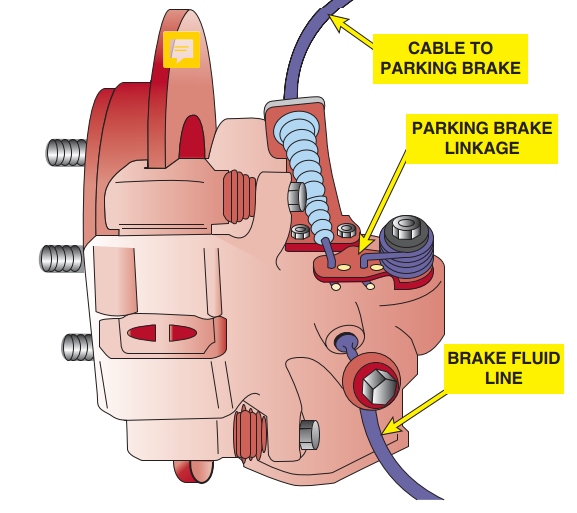 CABLE TO
PARKING BRAKE
PARKING BRAKE
LINKAGE
BRAKE FLUID
LINE